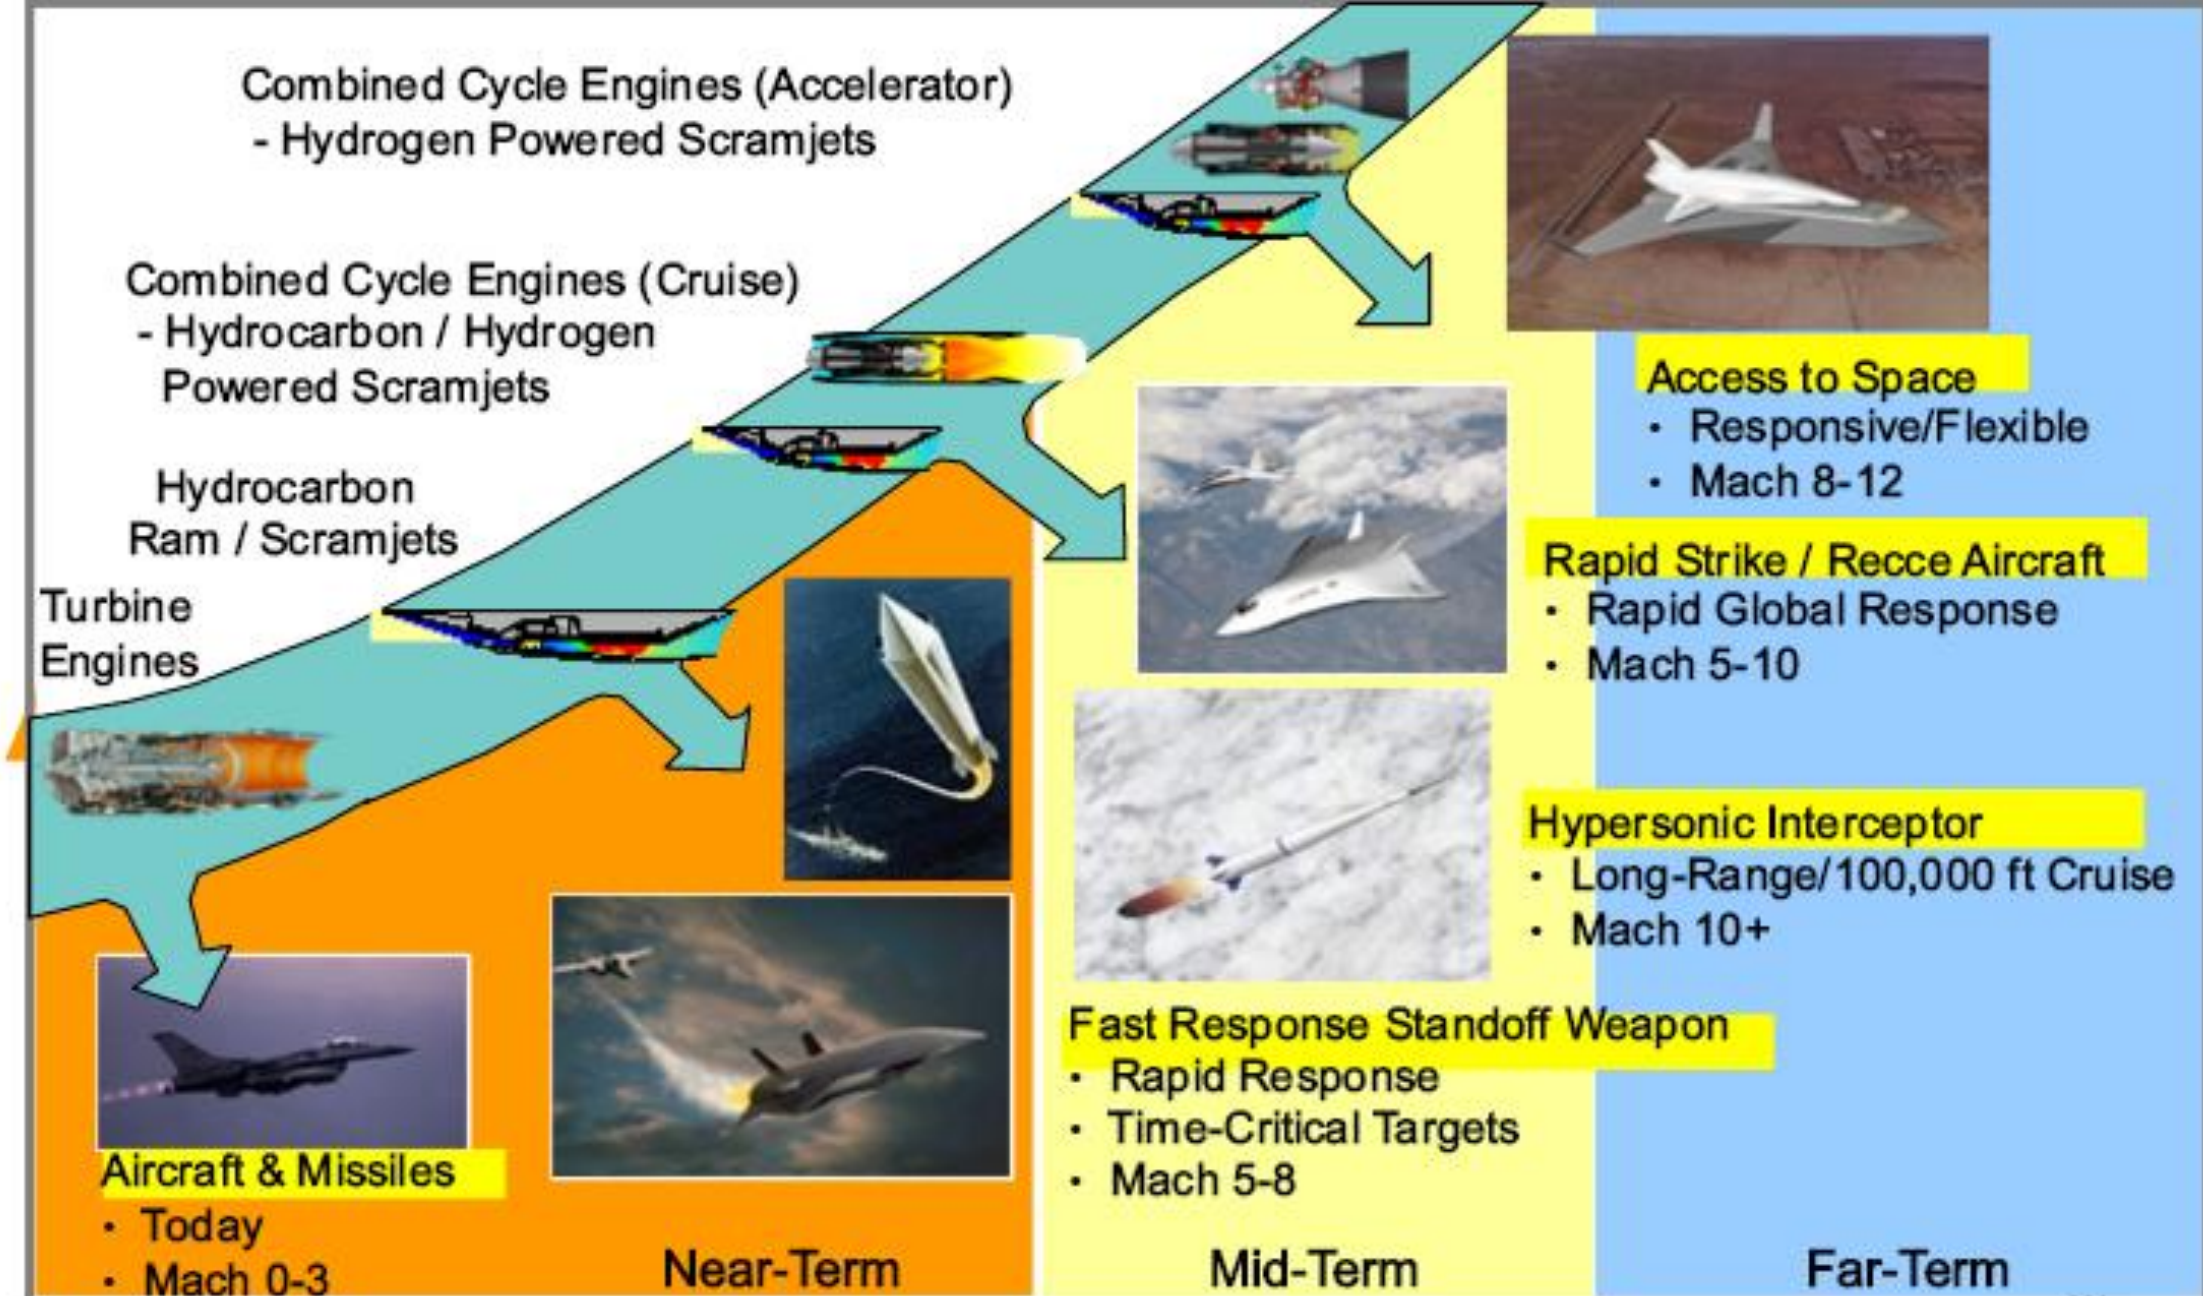 Combined Cycle Engines (Accelerator)
- Hydrogen Powered Scramjets
Combined Cycle Engines (Cruise)
- Hydrocarbon / Hydrogen
Powered Scramjets
Hydrocarbon
Ram / Scramjets
Turbine
Engines
Access to Space
• Responsive/Flexible
• Mach 8-12
Rapid Strike / Recce Aircraft
• Rapid Global Response
• Mach 5-10
Hypersonic Interceptor
• Long-Range/100,000 ft Cruise
• Mach 10+
Fast Response Standoff Weapon
• Rapid Response
• Time-Critical Targets
• Mach 5-8
Aircraft & Missiles
• Today
• Mach 0-3
Near-Term
Mid-Term
Far-Term